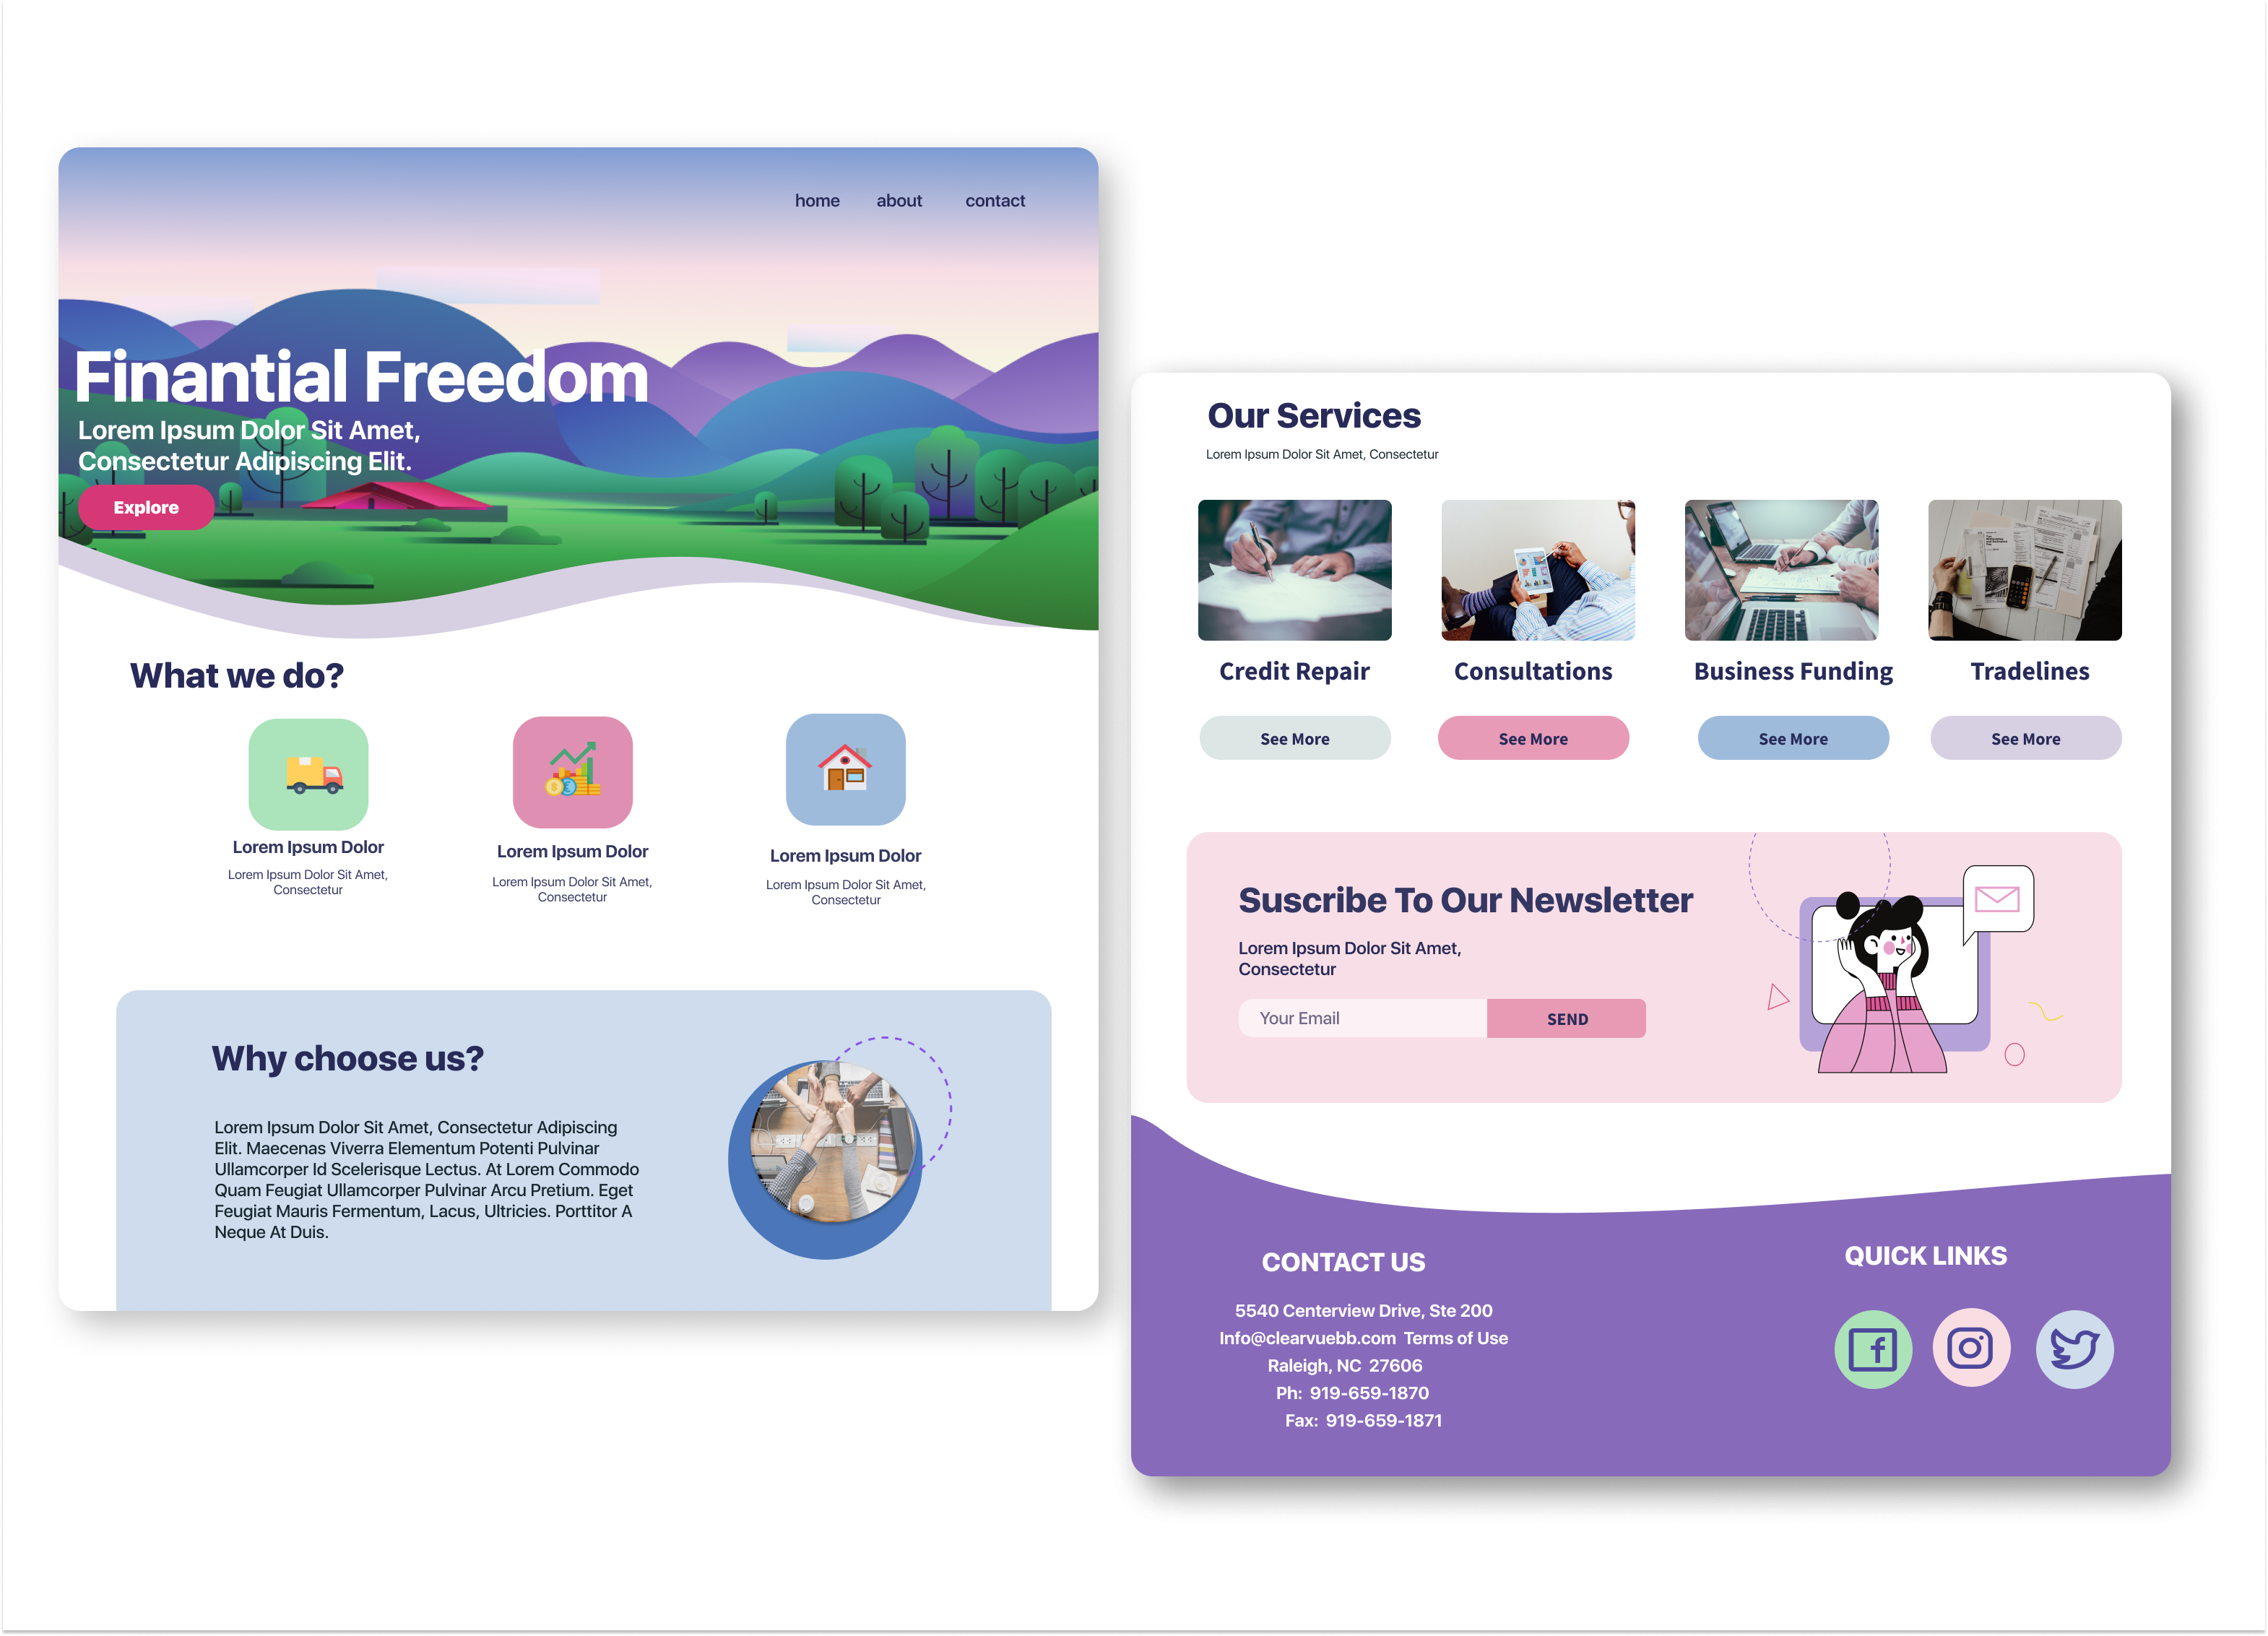 home about contact
Finantial Freedom
Lorem Ipsum Dolor Sit Amet,
Consectetur Adipiscing Elit.
Explore
What we do?
Lorem Ipsum Dolor
Lorem Ipsum Dolor Sit Amet,
Consectetur
Lorem Ipsum Dolor
Lorem Ipsum Dolor Sit Amet,
Consectetur
Lorem Ipsum Dolor
Lorem Ipsum Dolor Sit Amet,
Consectetur
Why choose us?
Lorem Ipsum Dolor Sit Amet, Consectetur Adipiscing
Elit. Maecenas Viverra Elementum Potenti Pulvinar
Ullamcorper Id Scelerisque Lectus. At Lorem Commodo
Quam Feugiat Ullamcorper Pulvinar Arcu Pretium. Eget
Feugiat Mauris Fermentum, Lacus, Ultricies. Porttitor A
Neque At Duis.
Our Services
Lorem Ipsum Dolor Sit Amet, Consectetur
Credit Repair
See More
Consultations
See More
Business Funding
See More
Tradelines
See More
Suscribe To Our Newsletter
Lorem Ipsum Dolor Sit Amet,
Consectetur
Your Email
SEND
CONTACT US
5540 Centerview Drive, Ste 200
Info@clearvuebb.com Terms of Use
Raleigh, NC 27606
Ph: 919-659-1870
Fax: 919-659-1871
QUICK LINKS